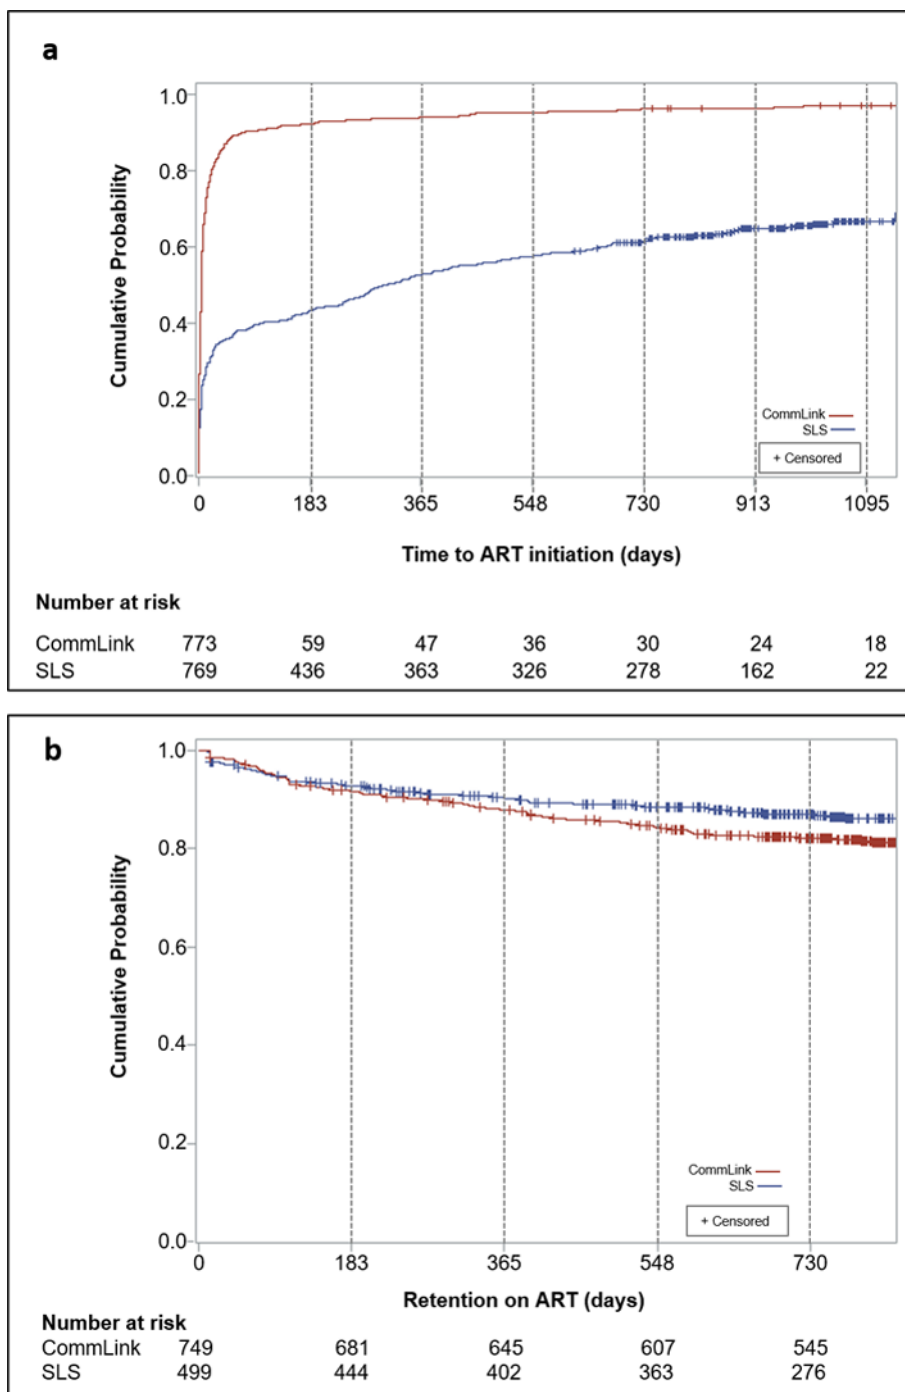 a
Cumulative Probability
1.0
0.8
0.6
0.4
0.2
0.0
CommLink
SLS
+ Censored
0 183 365 548 730 913 1095
Time to ART initiation (days)
Number at risk
CommLink 773 59 47 36 30 24 18
SLS 769 436 363 326 278 162 22
b
Cumulative Probability
1.0
0.8
0.6
0.4
0.2
0.0
CommLink
SLS
+ Censored
0 183 365 548 730
Retention on ART (days)
Number at risk
CommLink 749 681 645 607 545
SLS 499 444 402 363 276